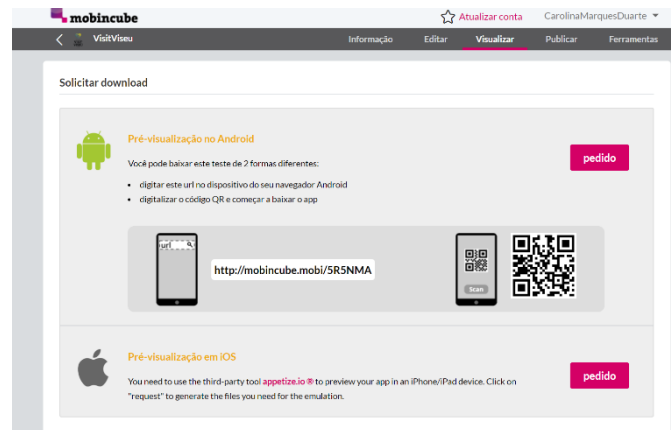 mobincube
Atualizar conta
CarolinaMarquesDuarte
VisitViseu
Informação
Editar
Visualizar
Publicar
Ferramentas
Solicitar download
Pré-visualização no Android
Você pode baixar este teste de 2 formas diferentes:
pedido
• digitar este url no dispositivo do seu navegador Android
• digitalizar o código QR e começar a baixar o app
url
http://mobincube.mobi/5R5NMA
Scan
Pré-visualização em iOS
You need to use the third-party tool appetize.io ® to preview your app in an iPhone/iPad device. Click on
"request" to generate the files you need for the emulation.
pedido